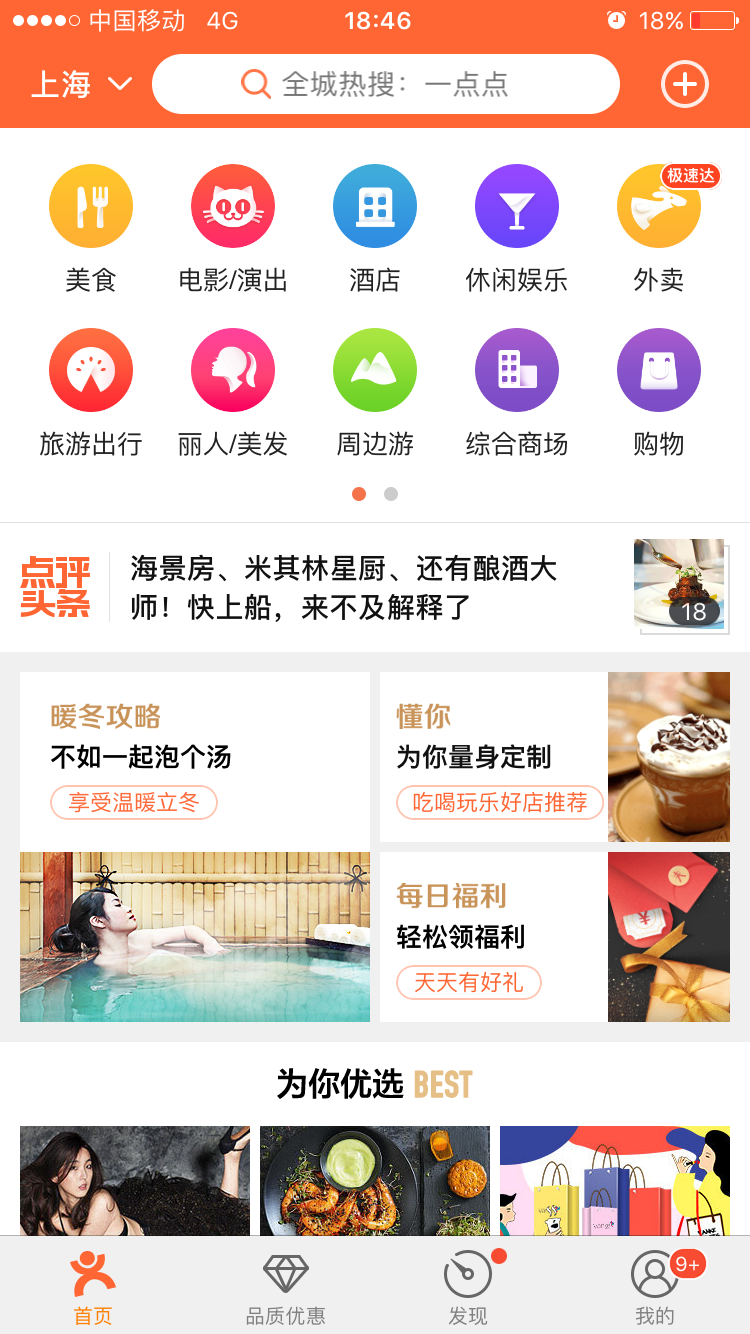 中国移动 4G 18:46 18%
上海 全城热搜：一点点
极速达
美食 电影/演出 酒店 休闲娱乐 外卖
旅游出行 丽人/美发 周边游 综合商场 购物
点评
头条
海景房、米其林星厨、还有酿酒大
师！快上船，来不及解释了
18
暖冬攻略
不如一起泡个汤
享受温暖立冬
懂你
为你量身定制
吃喝玩乐好店推荐
每日福利
轻松领福利
天天有好礼
为你优选 BEST
9+
首页 品质优惠 发现 我的